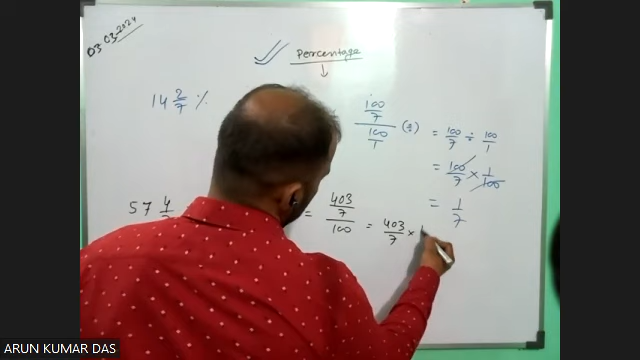 03.03.2024
Percentage
14 2/7 %
100/7 / 100/1 (÷) = 100/7 ÷ 100/1
= 100/7 × 1/100
= 1/7
57 4/
= 403/7 / 100 = 403/7 ×
ARUN KUMAR DAS